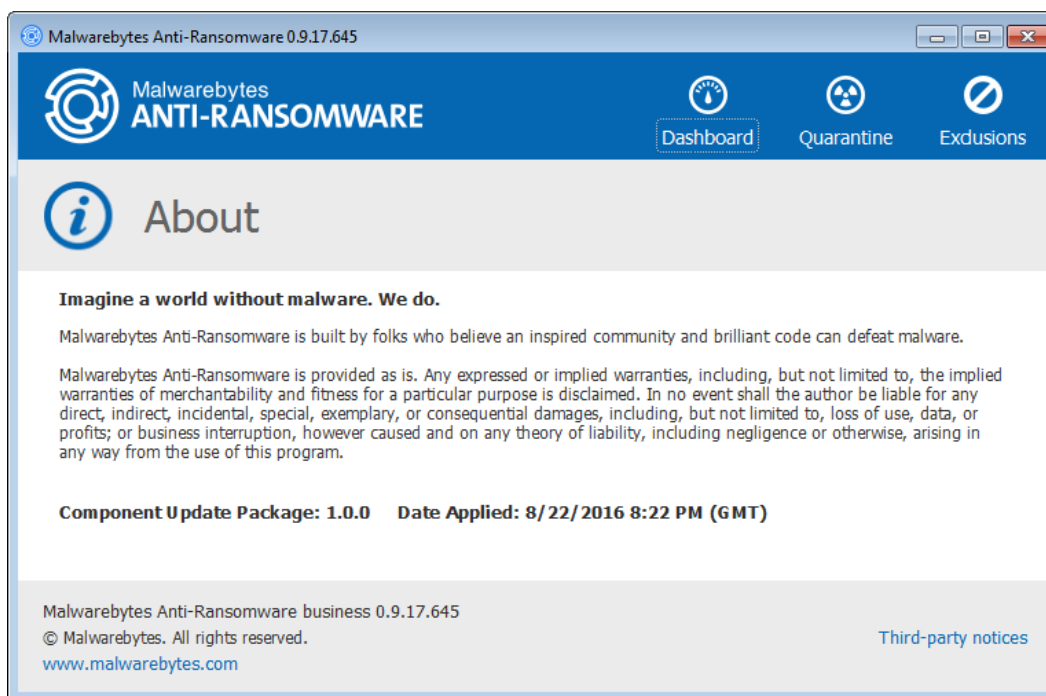 Malwarebytes Anti-Ransomware 0.9.17.645
Malwarebytes
ANTI-RANSOMWARE
Dashboard Quarantine Exclusions
About
Imagine a world without malware. We do.
Malwarebytes Anti-Ransomware is built by folks who believe an inspired community and brilliant code can defeat malware.
Malwarebytes Anti-Ransomware is provided as is. Any expressed or implied warranties, including, but not limited to, the implied
warranties of merchantability and fitness for a particular purpose is disclaimed. In no event shall the author be liable for any
direct, indirect, incidental, special, exemplary, or consequential damages, including, but not limited to, loss of use, data, or
profits; or business interruption, however caused and on any theory of liability, including negligence or otherwise, arising in
any way from the use of this program.
Component Update Package: 1.0.0 Date Applied: 8/22/2016 8:22 PM (GMT)
Malwarebytes Anti-Ransomware business 0.9.17.645
© Malwarebytes. All rights reserved.
Third-party notices
www.malwarebytes.com